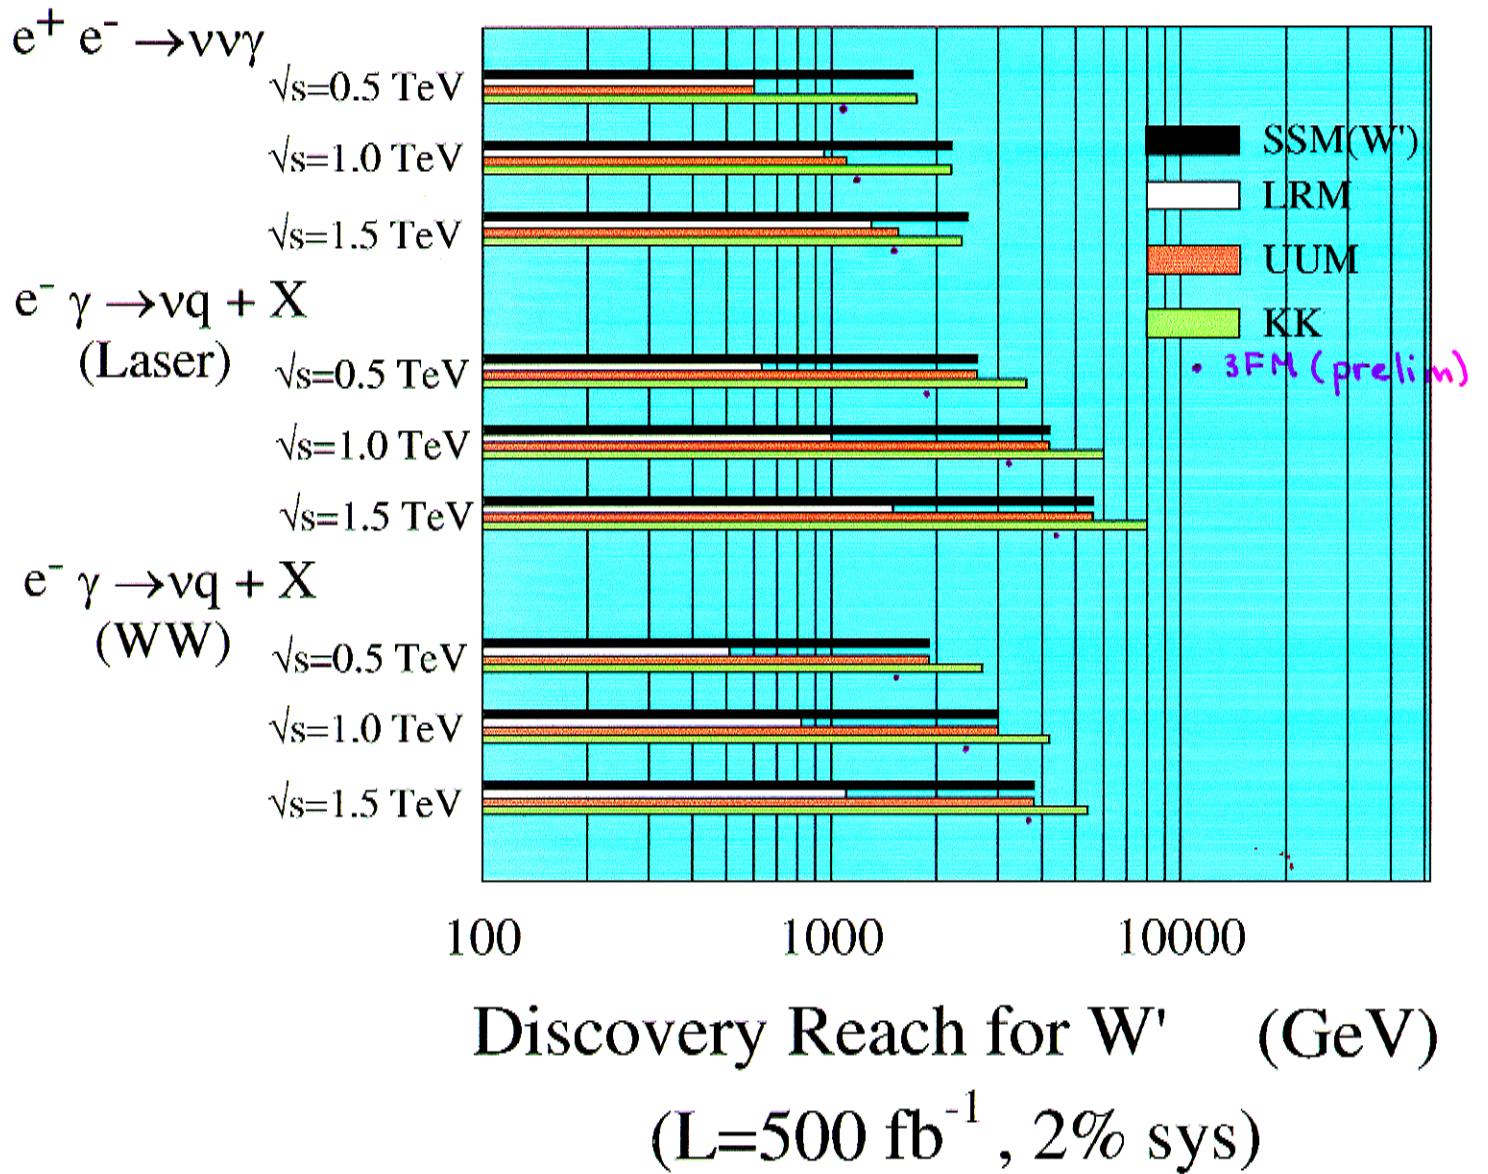 e⁺ e⁻ →ννγ
√s=0.5 TeV
√s=1.0 TeV
√s=1.5 TeV
e⁻ γ →νq + X
(Laser)
√s=0.5 TeV
√s=1.0 TeV
√s=1.5 TeV
e⁻ γ →νq + X
(WW)
√s=0.5 TeV
√s=1.0 TeV
√s=1.5 TeV
SSM(W')
LRM
UUM
KK
• 3FM (prelim)
100 1000 10000
Discovery Reach for W' (GeV)
(L=500 fb⁻¹ , 2% sys)